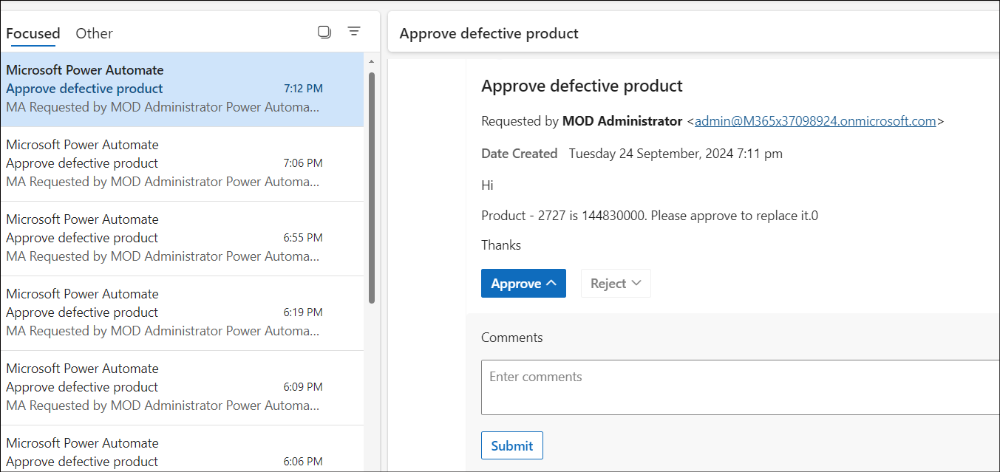 Focused Other
Microsoft Power Automate
Approve defective product 7:12 PM
MA Requested by MOD Administrator Power Automa...
Microsoft Power Automate
Approve defective product 7:06 PM
MA Requested by MOD Administrator Power Automa...
Microsoft Power Automate
Approve defective product 6:55 PM
MA Requested by MOD Administrator Power Automa...
Microsoft Power Automate
Approve defective product 6:19 PM
MA Requested by MOD Administrator Power Automa...
Microsoft Power Automate
Approve defective product 6:09 PM
MA Requested by MOD Administrator Power Automa...
Microsoft Power Automate
Approve defective product 6:06 PM
Approve defective product
Approve defective product
Requested by MOD Administrator <admin@M365x37098924.onmicrosoft.com>
Date Created Tuesday 24 September, 2024 7:11 pm
Hi
Product - 2727 is 144830000. Please approve to replace it.0
Thanks
Approve Reject
Comments
Enter comments
Submit